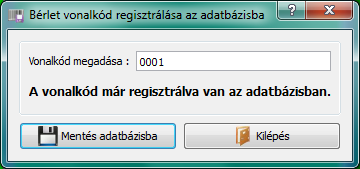 Bérlet vonalkód regisztrálása az adatbázisba
Vonalkód megadása : 0001
A vonalkód már regisztrálva van az adatbázisban.
Mentés adatbázisba Kilépés